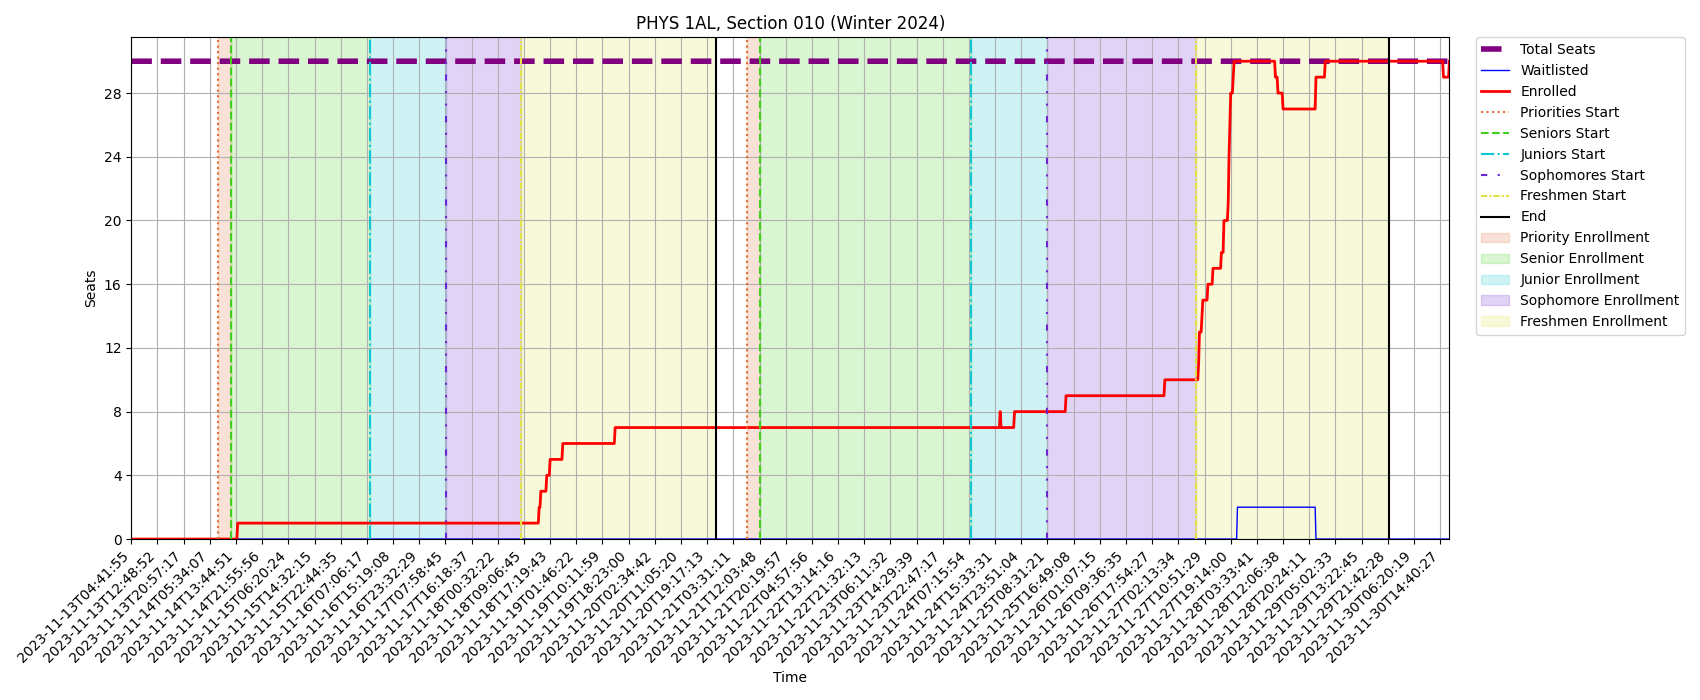 PHYS 1AL, Section 010 (Winter 2024)
Total Seats
Waitlisted
Enrolled
Priorities Start
Seniors Start
Juniors Start
Sophomores Start
Freshmen Start
End
Priority Enrollment
Senior Enrollment
Junior Enrollment
Sophomore Enrollment
Freshmen Enrollment
Seats
28
24
20
16
12
8
4
0
2023-11-13T04:41:55
2023-11-13T12:48:52
2023-11-13T20:57:17
2023-11-14T05:34:07
2023-11-14T13:44:51
2023-11-14T21:55:56
2023-11-15T06:20:24
2023-11-15T14:32:15
2023-11-15T22:44:35
2023-11-16T07:06:17
2023-11-16T15:19:08
2023-11-16T23:32:29
2023-11-17T07:58:45
2023-11-17T16:18:37
2023-11-18T00:32:22
2023-11-18T09:06:45
2023-11-18T17:19:43
2023-11-19T01:46:22
2023-11-19T10:11:59
2023-11-19T18:23:00
2023-11-20T02:34:42
2023-11-20T11:05:20
2023-11-20T19:17:13
2023-11-21T03:31:11
2023-11-21T12:03:48
2023-11-21T20:19:57
2023-11-22T04:57:56
2023-11-22T13:14:16
2023-11-22T21:32:13
2023-11-23T06:11:32
2023-11-23T14:29:39
2023-11-23T22:47:17
2023-11-24T07:15:54
2023-11-24T15:33:31
2023-11-24T23:51:04
2023-11-25T08:31:21
2023-11-25T16:49:08
2023-11-26T01:07:15
2023-11-26T09:36:35
2023-11-26T17:54:27
2023-11-27T02:13:34
2023-11-27T10:51:29
2023-11-27T19:14:00
2023-11-28T03:33:41
2023-11-28T12:06:38
2023-11-28T20:24:11
2023-11-29T05:02:33
2023-11-29T13:22:45
2023-11-29T21:42:28
2023-11-30T06:20:19
2023-11-30T14:40:27
Time